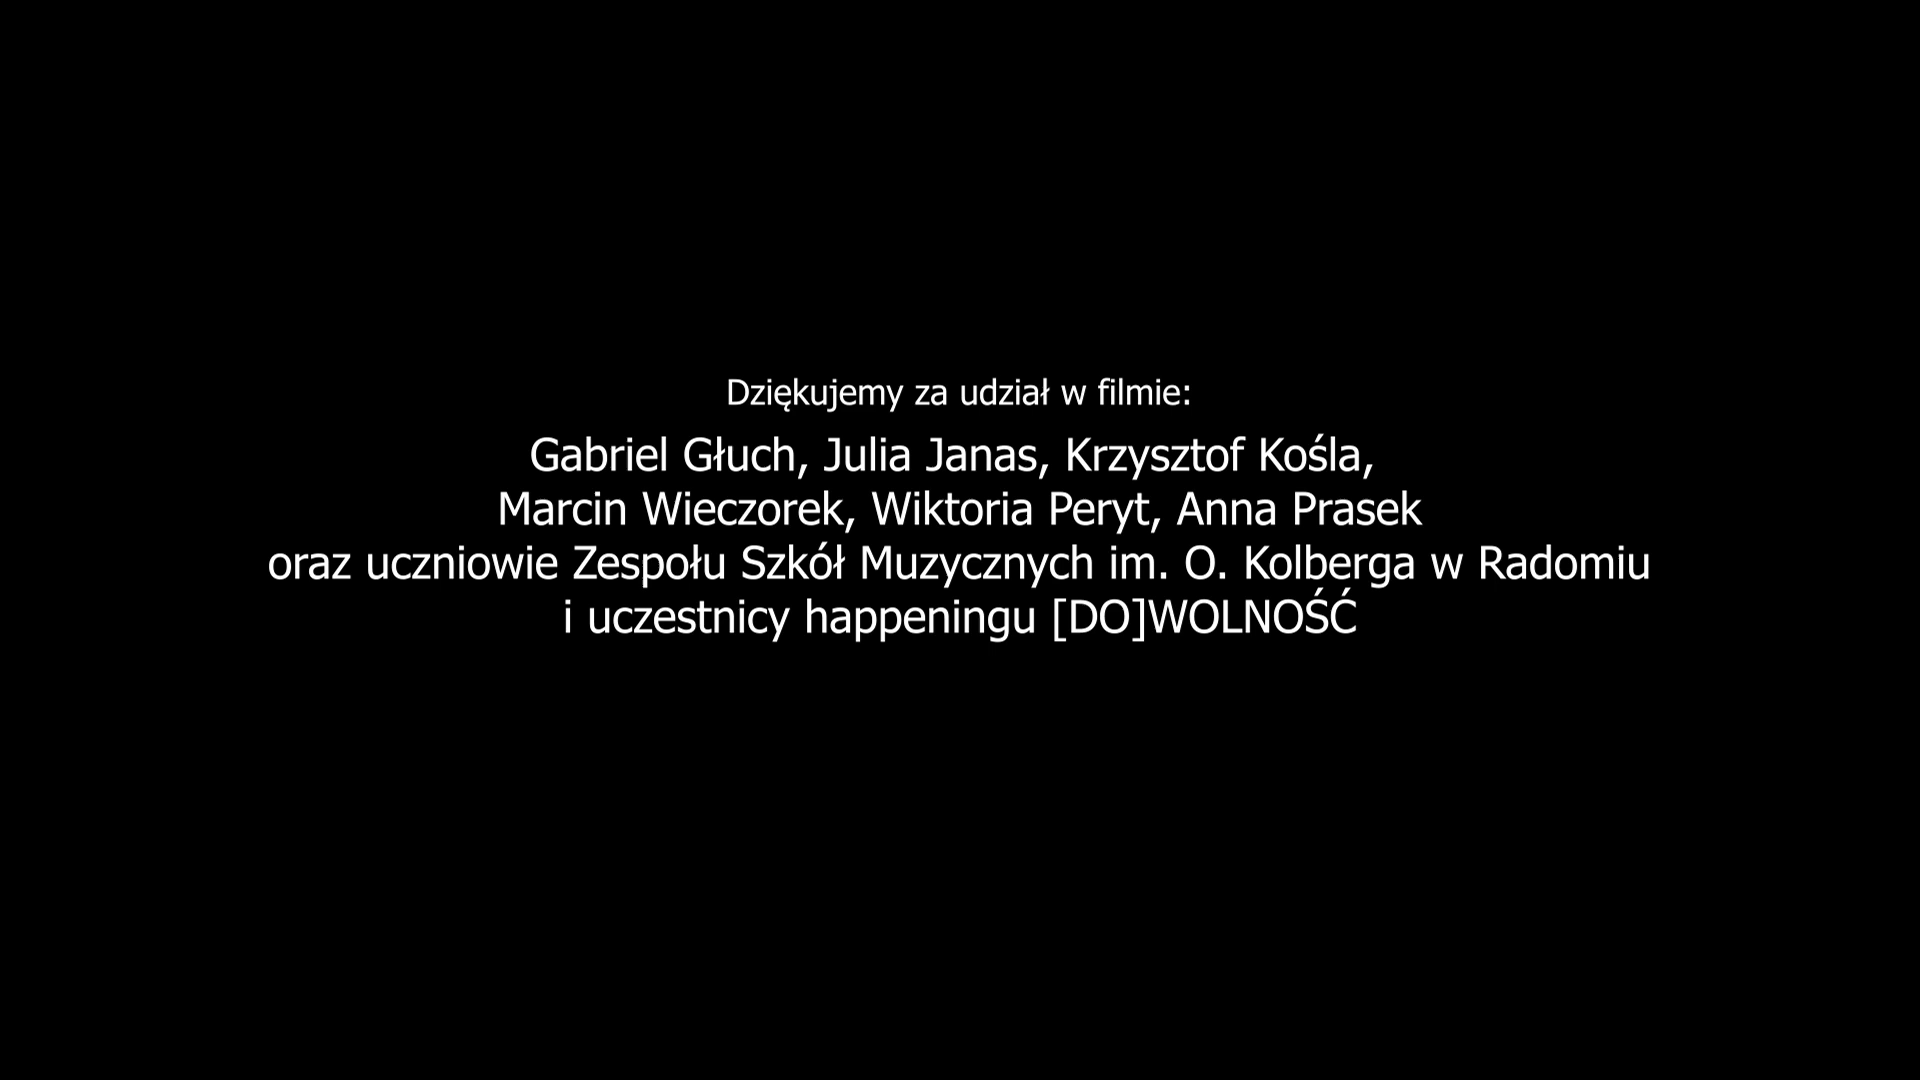 Dziękujemy za udział w filmie:
Gabriel Głuch, Julia Janas, Krzysztof Kośla,
Marcin Wieczorek, Wiktoria Peryt, Anna Prasek
oraz uczniowie Zespołu Szkół Muzycznych im. O. Kolberga w Radomiu
i uczestnicy happeningu [DO]WOLNOŚĆ